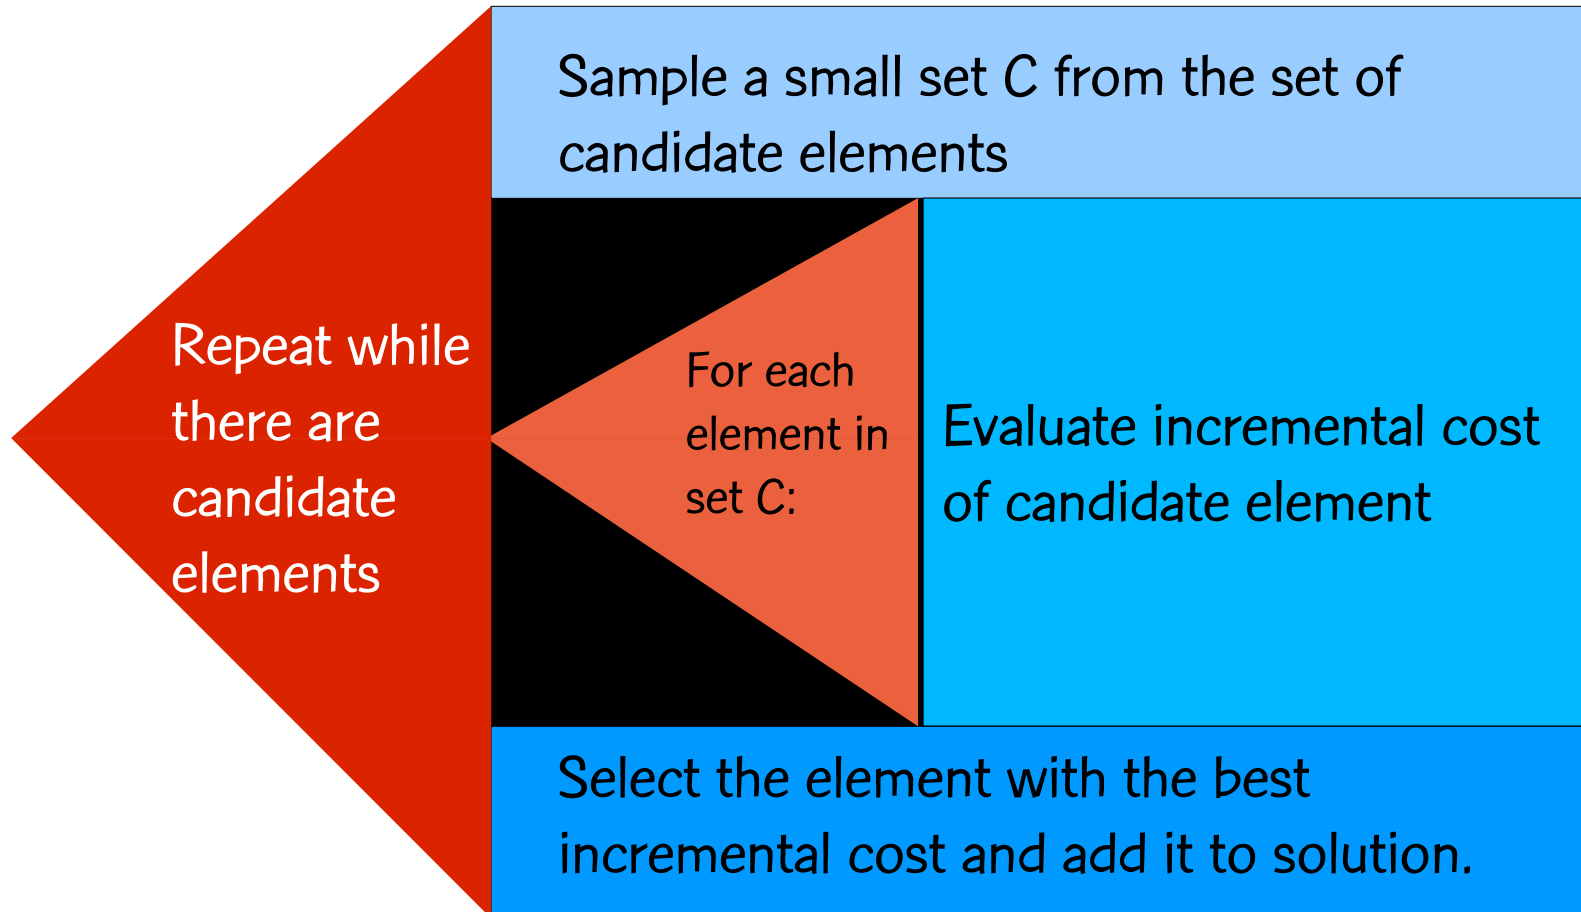 Sample a small set C from the set of
candidate elements
Repeat while
there are
candidate
elements
For each
element in
set C:
Evaluate incremental cost
of candidate element
Select the element with the best
incremental cost and add it to solution.